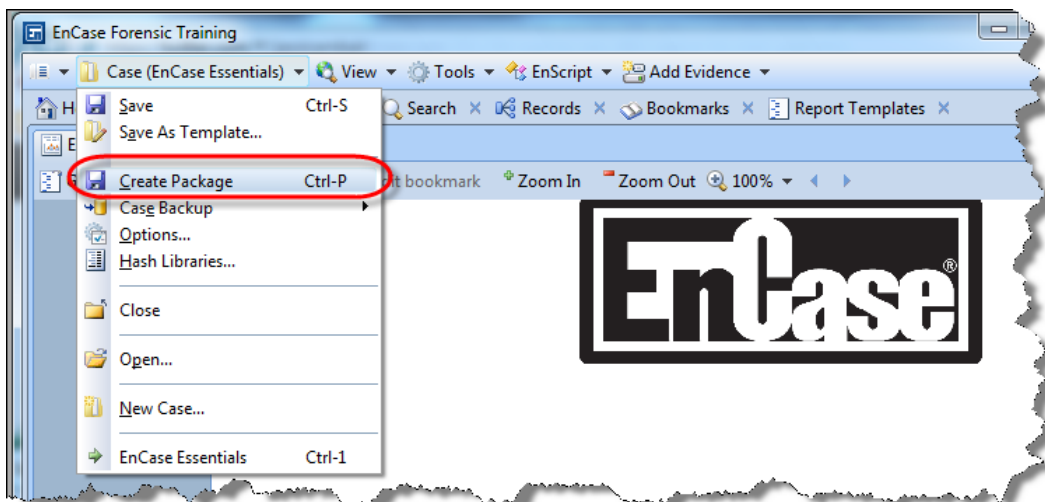 EnCase Forensic Training
Case (EnCase Essentials) View Tools EnScript Add Evidence
H Search Records Bookmarks Report Templates
Save Ctrl-S
Save As Template...
E
Create Package Ctrl-P it bookmark Zoom In Zoom Out 100%
Case Backup
Options...
Hash Libraries...
Close
Open...
New Case...
EnCase Essentials Ctrl-1
EnCase®